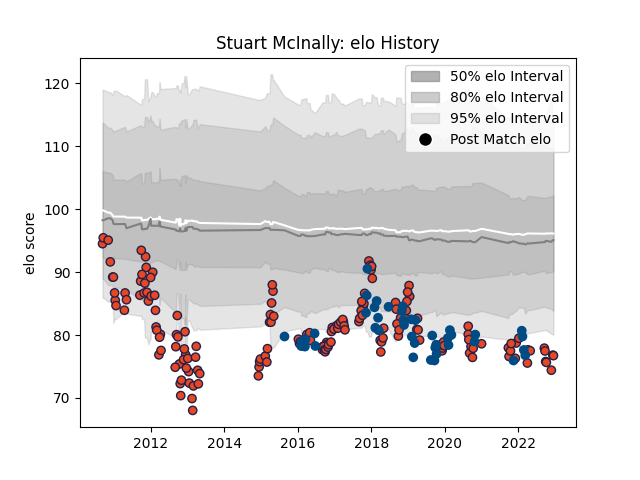 Stuart McInally: elo History
120
110
100
90
80
70
elo score
50% elo Interval
80% elo Interval
95% elo Interval
Post Match elo
2012
2014
2016
2018
2020
2022